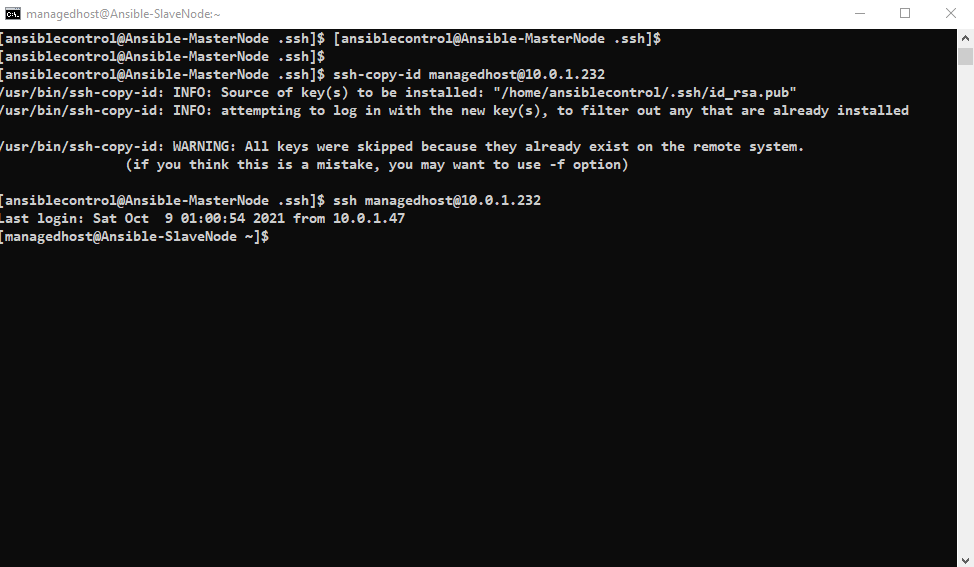 managedhost@Ansible-SlaveNode:~
[ansiblecontrol@Ansible-MasterNode .ssh]$ [ansiblecontrol@Ansible-MasterNode .ssh]$
[ansiblecontrol@Ansible-MasterNode .ssh]$
[ansiblecontrol@Ansible-MasterNode .ssh]$ ssh-copy-id managedhost@10.0.1.232
/usr/bin/ssh-copy-id: INFO: Source of key(s) to be installed: "/home/ansiblecontrol/.ssh/id_rsa.pub"
/usr/bin/ssh-copy-id: INFO: attempting to log in with the new key(s), to filter out any that are already installed
/usr/bin/ssh-copy-id: WARNING: All keys were skipped because they already exist on the remote system.
(if you think this is a mistake, you may want to use -f option)
[ansiblecontrol@Ansible-MasterNode .ssh]$ ssh managedhost@10.0.1.232
Last login: Sat Oct  9 01:00:54 2021 from 10.0.1.47
[managedhost@Ansible-SlaveNode ~]$